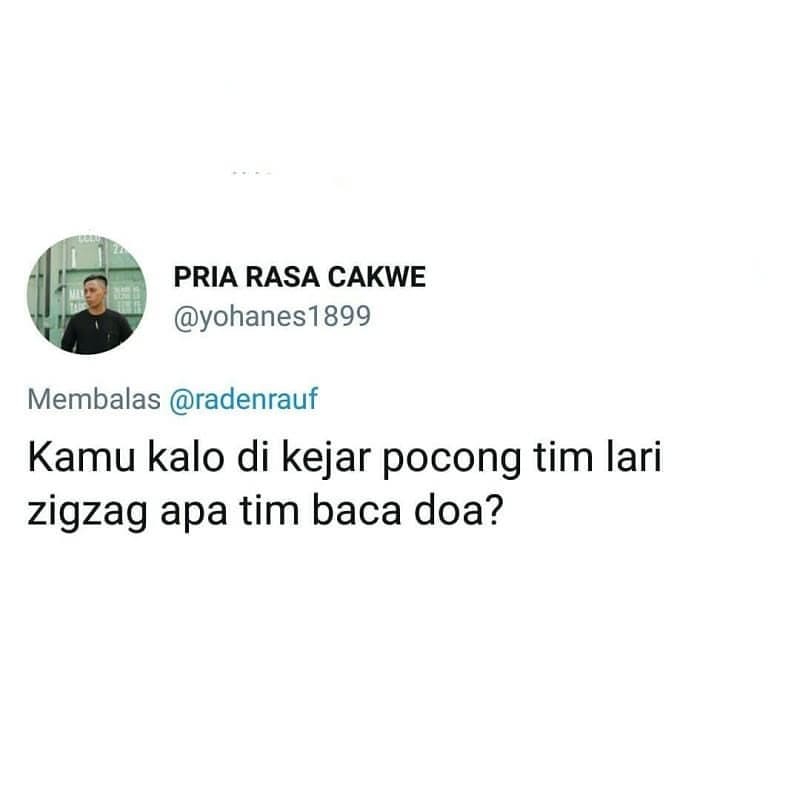 PRIA RASA CAKWE
@yohanes1899
Membalas @radenrauf
Kamu kalo di kejar pocong tim lari
zigzag apa tim baca doa?